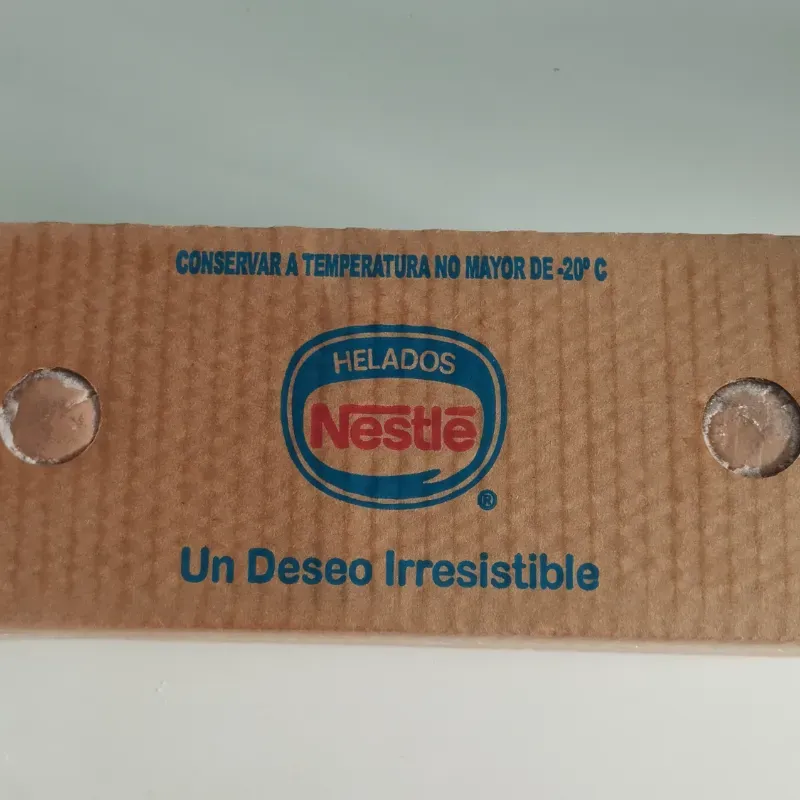 CONSERVAR A TEMPERATURA NO MAYOR DE -20º C
HELADOS
Nestlé
®
Un Deseo Irresistible